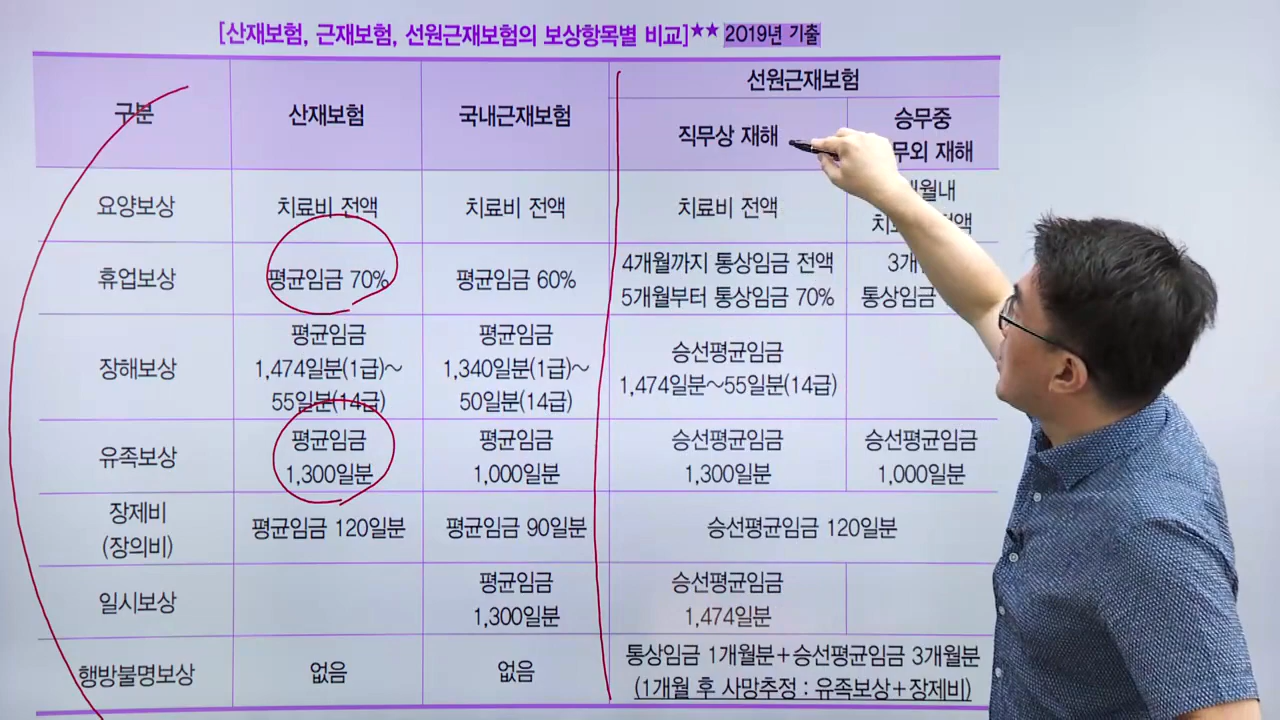 [산재보험, 근재보험, 선원근재보험의 보상항목별 비교]★★ 2019년 기출
구분
산재보험
국내근재보험
선원근재보험
직무상 재해
승무중
무외 재해
요양보상
치료비 전액
치료비 전액
치료비 전액
월내
휴업보상
평균임금 70%
평균임금 60%
4개월까지 통상임금 전액
5개월부터 통상임금 70%
통상임금
장해보상
평균임금
1,474일분(1급)~
55일분(14급)
평균임금
1,340일분(1급)~
50일분(14급)
승선평균임금
1,474일분~55일분(14급)
유족보상
평균임금
1,300일분
평균임금
1,000일분
승선평균임금
1,300일분
승선평균임금
1,000일분
장제비
(장의비)
평균임금 120일분
평균임금 90일분
승선평균임금 120일분
일시보상
평균임금
1,300일분
승선평균임금
1,474일분
행방불명보상
없음
없음
통상임금 1개월분+승선평균임금 3개월분
(1개월 후 사망추정 : 유족보상+장제비)